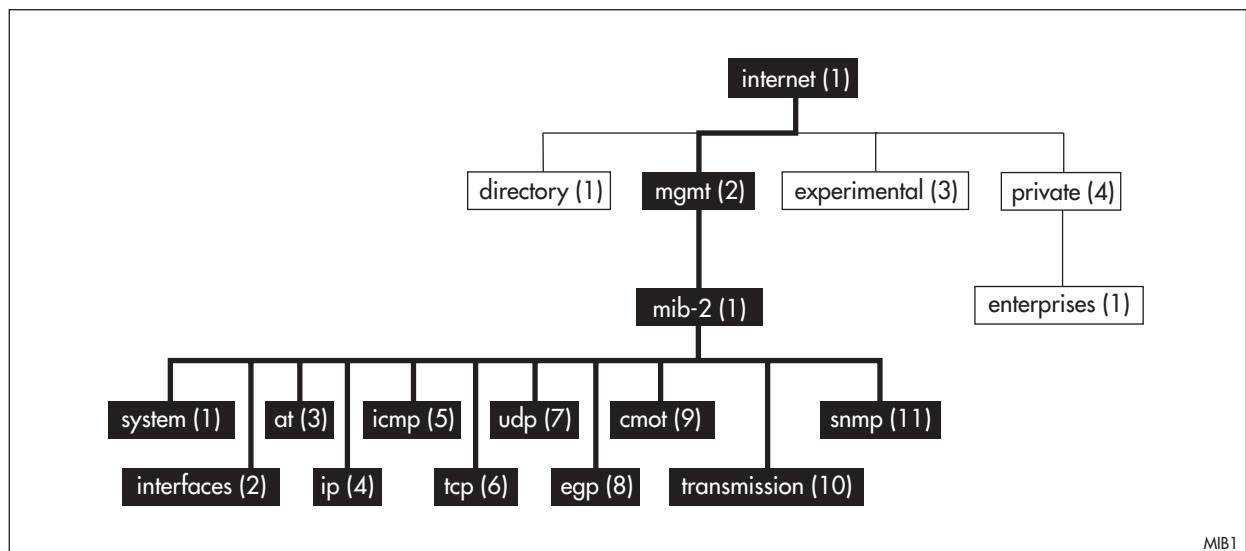 internet (1)
directory (1)
mgmt (2)
experimental (3)
private (4)
mib-2 (1)
enterprises (1)
system (1)
at (3)
icmp (5)
udp (7)
cmot (9)
snmp (11)
interfaces (2)
ip (4)
tcp (6)
egp (8)
transmission (10)
MIB1